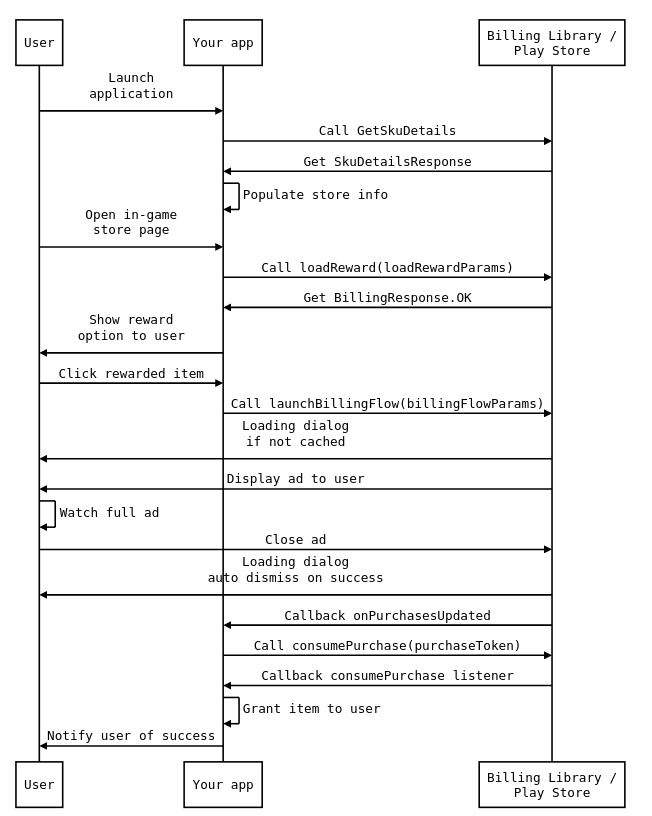 User
Your app
Billing Library /
Play Store
Launch
application
Call GetSkuDetails
Get SkuDetailsResponse
Populate store info
Open in-game
store page
Call loadReward(loadRewardParams)
Get BillingResponse.OK
Show reward
option to user
Click rewarded item
Call launchBillingFlow(billingFlowParams)
Loading dialog
if not cached
Display ad to user
Watch full ad
Close ad
Loading dialog
auto dismiss on success
Callback onPurchasesUpdated
Call consumePurchase(purchaseToken)
Callback consumePurchase listener
Grant item to user
Notify user of success
User
Your app
Billing Library /
Play Store